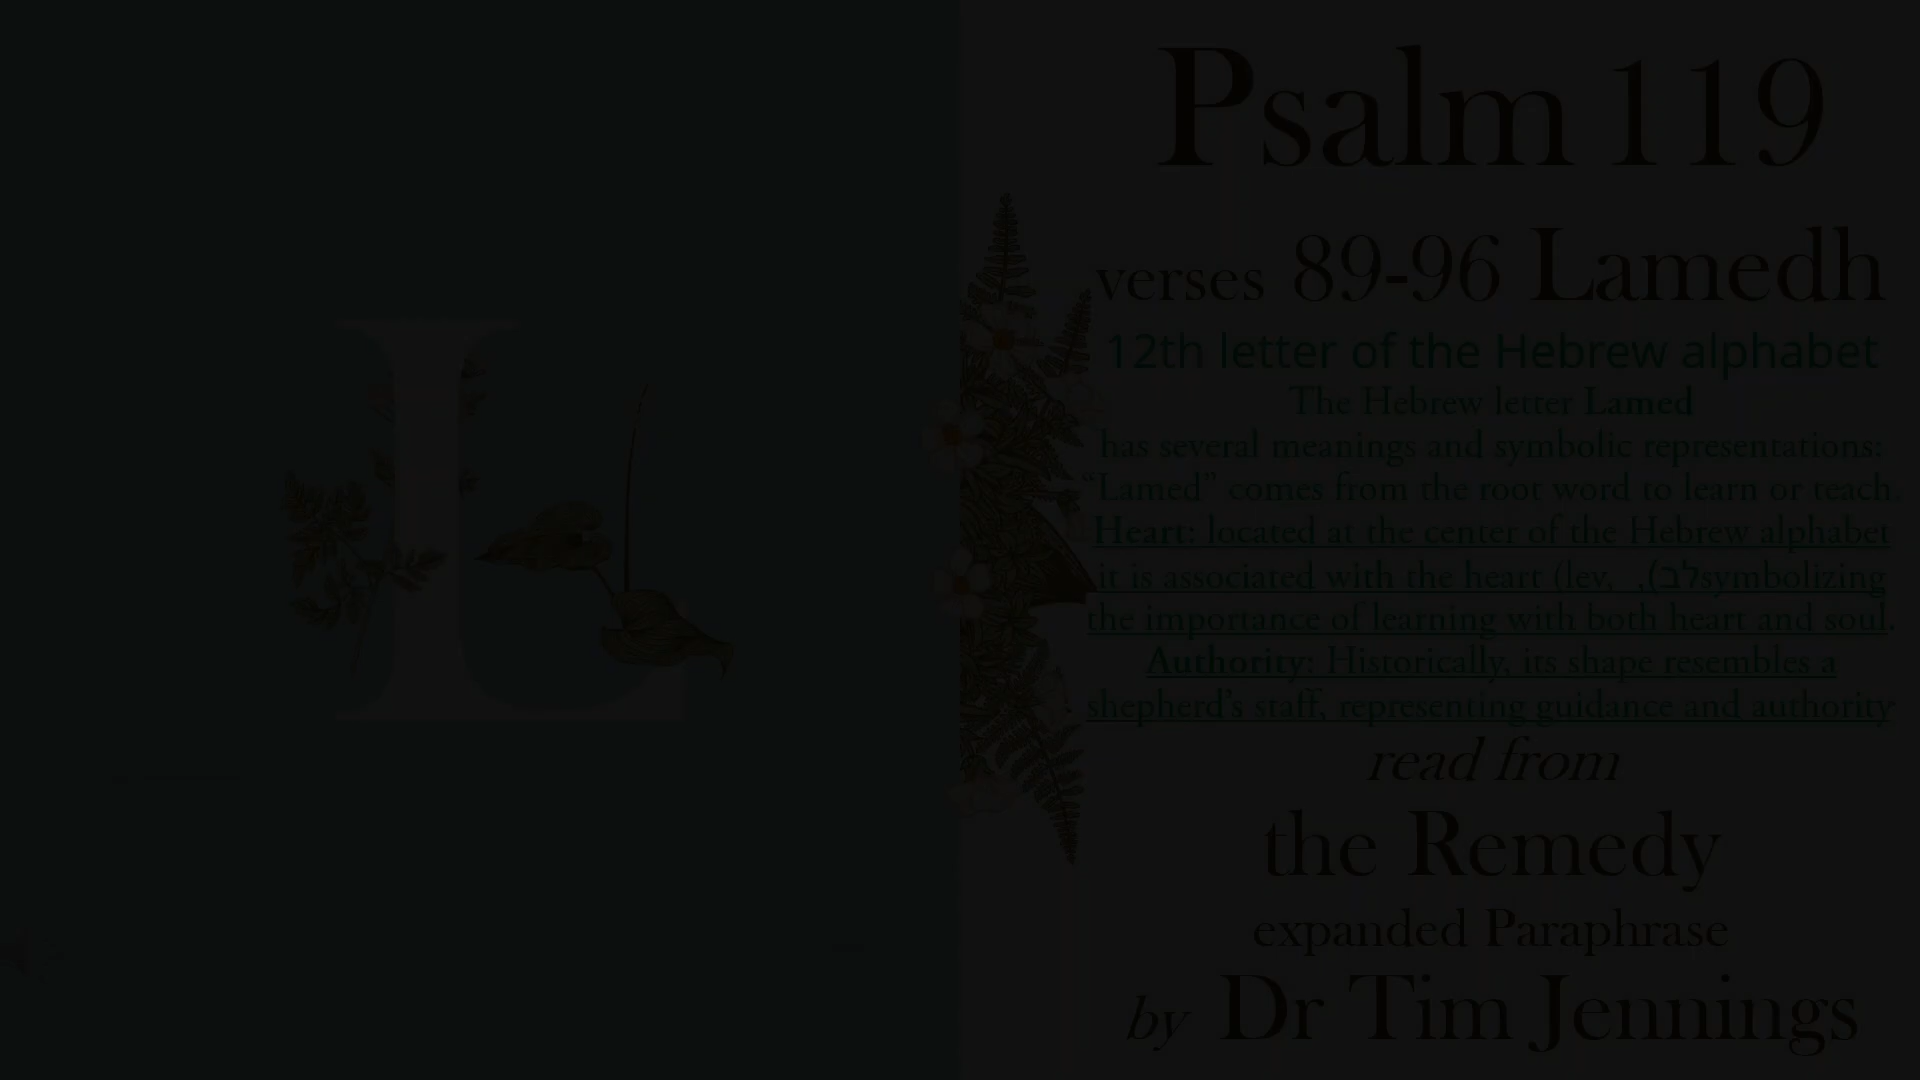 L
Psalm 119
verses 89-96 Lamedh
12th letter of the Hebrew alphabet
The Hebrew letter Lamed
has several meanings and symbolic representations:
“Lamed” comes from the root word to learn or teach.
Heart: located at the center of the Hebrew alphabet
it is associated with the heart (lev, לב), symbolizing
the importance of learning with both heart and soul.
Authority: Historically, its shape resembles a
shepherd’s staff, representing guidance and authority
read from
the Remedy
expanded Paraphrase
by Dr Tim Jennings